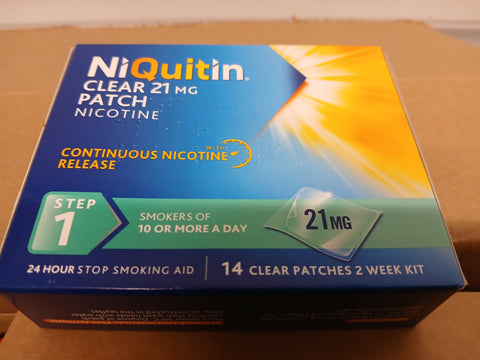 NiQuitin®
CLEAR 21 MG
PATCH
NICOTINE
WITH
CONTINUOUS NICOTINE
RELEASE
STEP
1
SMOKERS OF
10 OR MORE A DAY
21MG
24 HOUR STOP SMOKING AID
14 CLEAR PATCHES 2 WEEK KIT